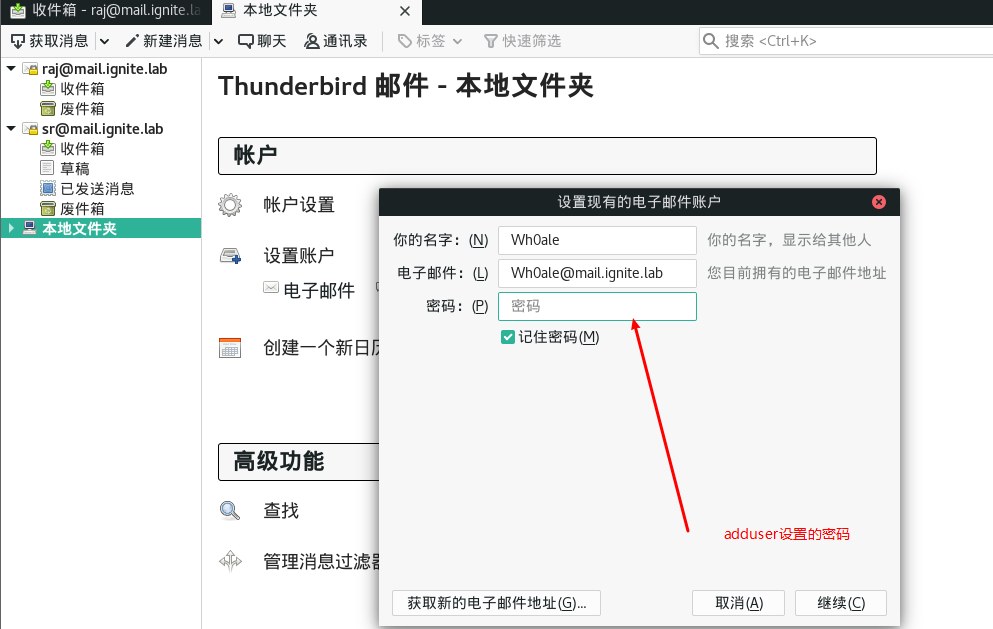 收件箱 - raj@mail.ignite.la
本地文件夹
获取消息 新建消息 聊天 通讯录 标签 快速筛选 搜索 <Ctrl+K>
raj@mail.ignite.lab
收件箱
废件箱
sr@mail.ignite.lab
收件箱
草稿
已发送消息
废件箱
本地文件夹
Thunderbird 邮件 - 本地文件夹
帐户
帐户设置
设置账户
电子邮件
创建一个新日历
高级功能
查找
管理消息过滤器
设置现有的电子邮件账户
你的名字：(N) Wh0ale 你的名字，显示给其他人
电子邮件：(L) Wh0ale@mail.ignite.lab 您目前拥有的电子邮件地址
密码：(P) 密码
记住密码(M)
adduser设置的密码
获取新的电子邮件地址(G)... 取消(A) 继续(C)